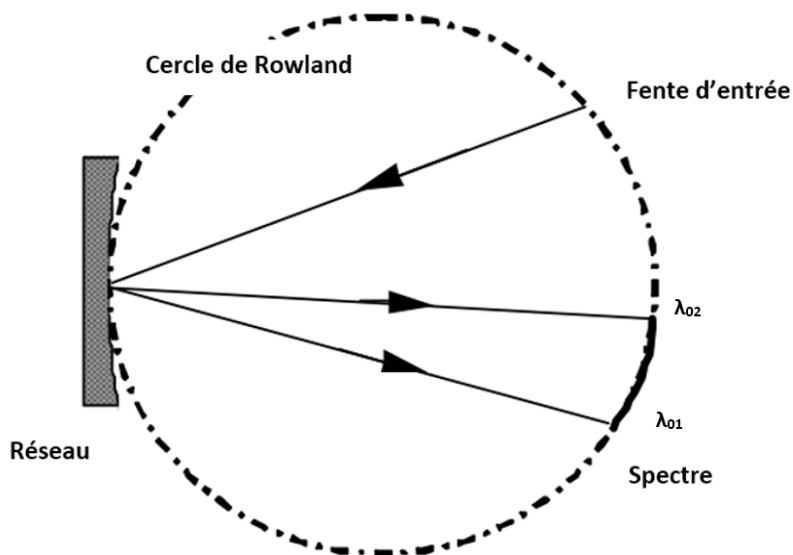 Cercle de Rowland
Fente d’entrée
λ₀₂
λ₀₁
Réseau
Spectre